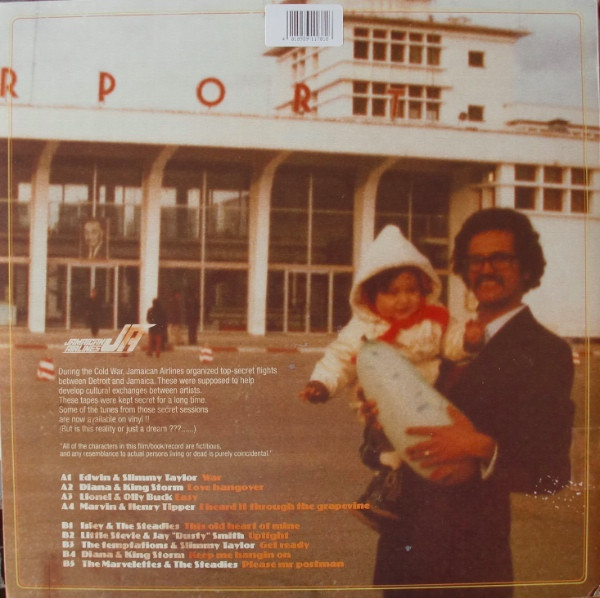 RPORT
JA
During the Cold War, Jamaican Airlines organized top-secret flights
between Detroit and Jamaica. These were supposed to help
develop cultural exchanges between artists.
These tapes were kept secret for a long time.
Some of the tunes from those secret sessions
are now available on vinyl !!
(But is this reality or just a dream ???......)
"All of the characters in this film/book/record are fictitious,
and any resemblance to actual persons living or dead is purely coincidental."
A1 Edwin & Slimmy Taylor War
A2 Diana & King Storm Love hangover
A3 Lionel & Olly Buck Easy
A4 Marvin & Henry Tipper I heard it through the grapevine
B1 Isley & The Steadies This old heart of mine
B2 Little Stevie & Jay "Dusty" Smith Uptight
B3 The temptations & Slimmy Taylor Get ready
B4 Diana & King Storm Keep me hangin on
B5 The Marvelettes & The Steadies Please mr postman